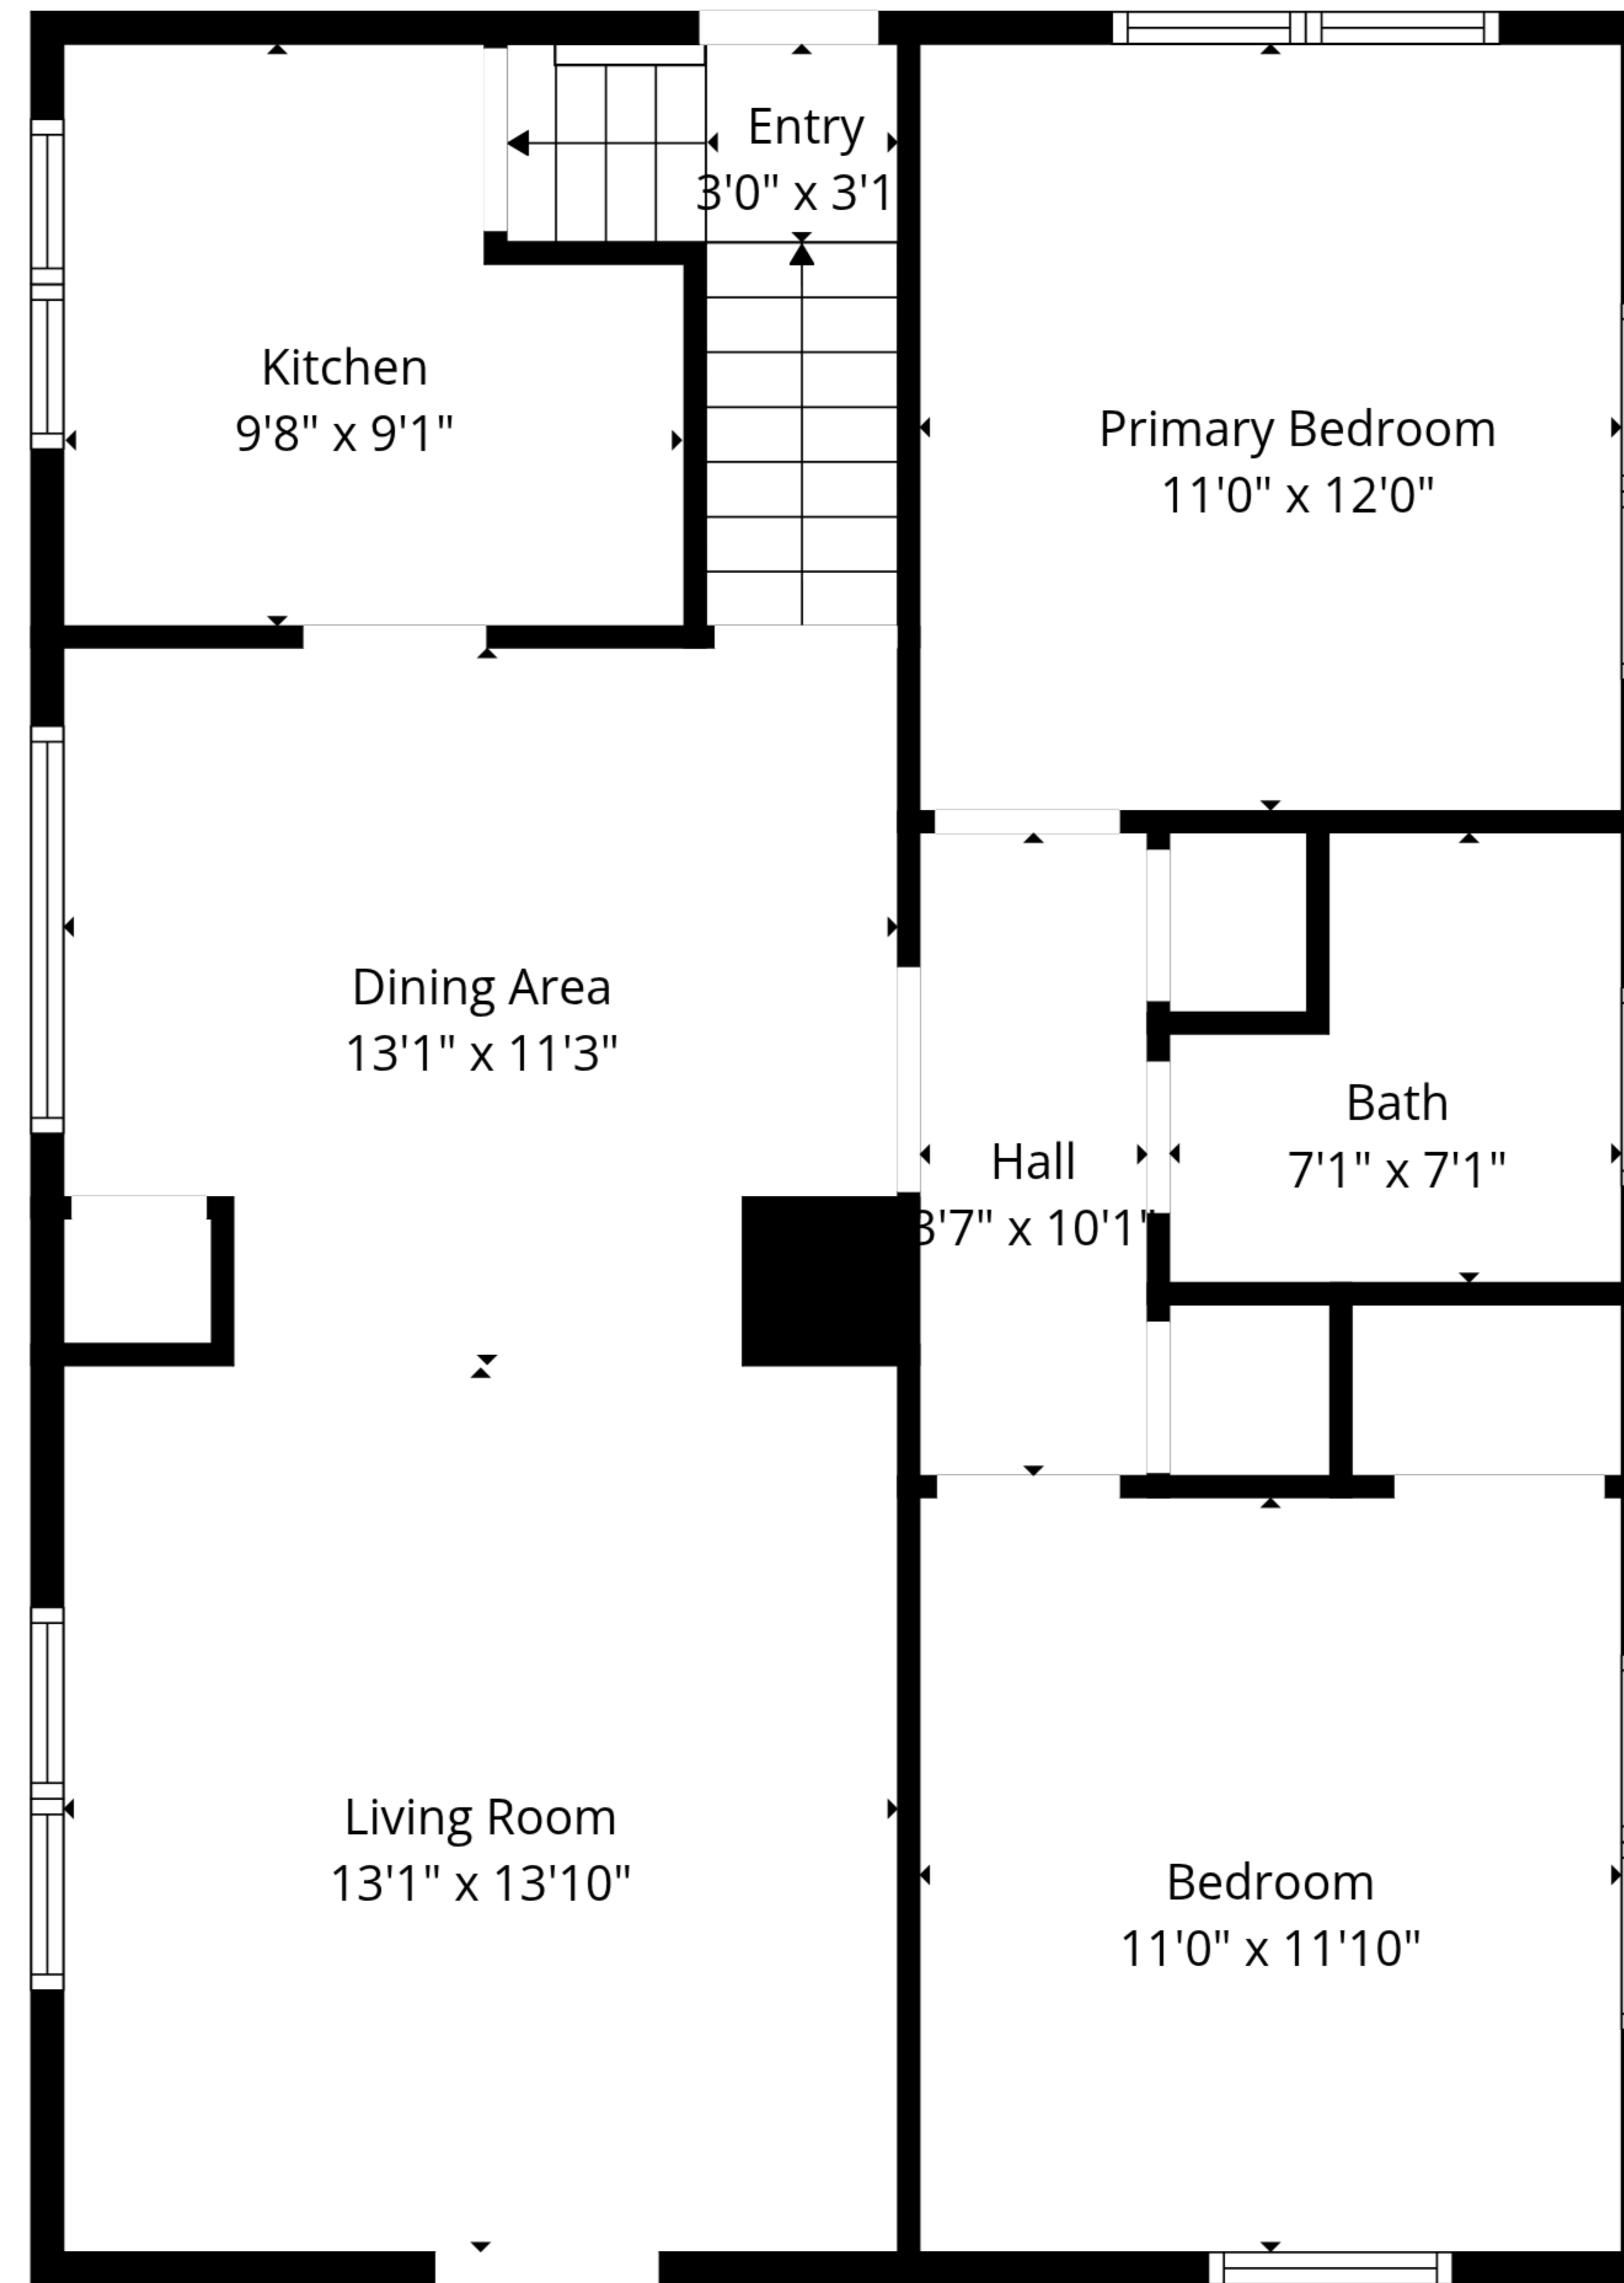 Entry
3'0" x 3'1
Kitchen
9'8" x 9'1"
Primary Bedroom
11'0" x 12'0"
Dining Area
13'1" x 11'3"
Bath
7'1" x 7'1"
Hall
3'7" x 10'1"
Living Room
13'1" x 13'10"
Bedroom
11'0" x 11'10"